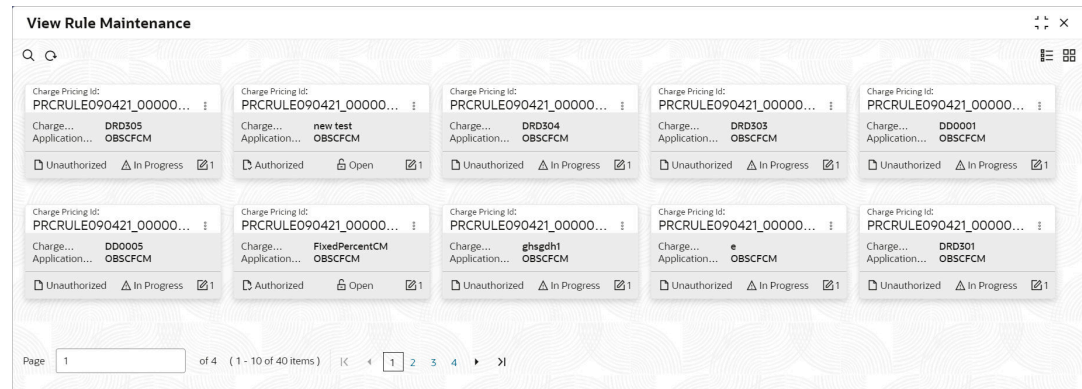 View Rule Maintenance
Charge Pricing Id: Charge Pricing Id: Charge Pricing Id: Charge Pricing Id: Charge Pricing Id:
PRCRULE090421_00000... PRCRULE090421_00000... PRCRULE090421_00000... PRCRULE090421_00000... PRCRULE090421_00000...
Charge... DRD305 Charge... new test Charge... DRD304 Charge... DRD303 Charge... DD0001
Application... OBSCFCM Application... OBSCFCM Application... OBSCFCM Application... OBSCFCM Application... OBSCFCM
Unauthorized In Progress 1 Authorized Open 1 Unauthorized In Progress 1 Unauthorized In Progress 1 Unauthorized In Progress 1
Charge Pricing Id: Charge Pricing Id: Charge Pricing Id: Charge Pricing Id: Charge Pricing Id:
PRCRULE090421_00000... PRCRULE090421_00000... PRCRULE090421_00000... PRCRULE090421_00000... PRCRULE090421_00000...
Charge... DD0005 Charge... FixedPercentCM Charge... ghsgdh1 Charge... e Charge... DRD301
Application... OBSCFCM Application... OBSCFCM Application... OBSCFCM Application... OBSCFCM Application... OBSCFCM
Unauthorized In Progress 1 Authorized Open 1 Unauthorized In Progress 1 Unauthorized In Progress 1 Unauthorized In Progress 1
Page 1 of 4 (1 - 10 of 40 items) 1 2 3 4